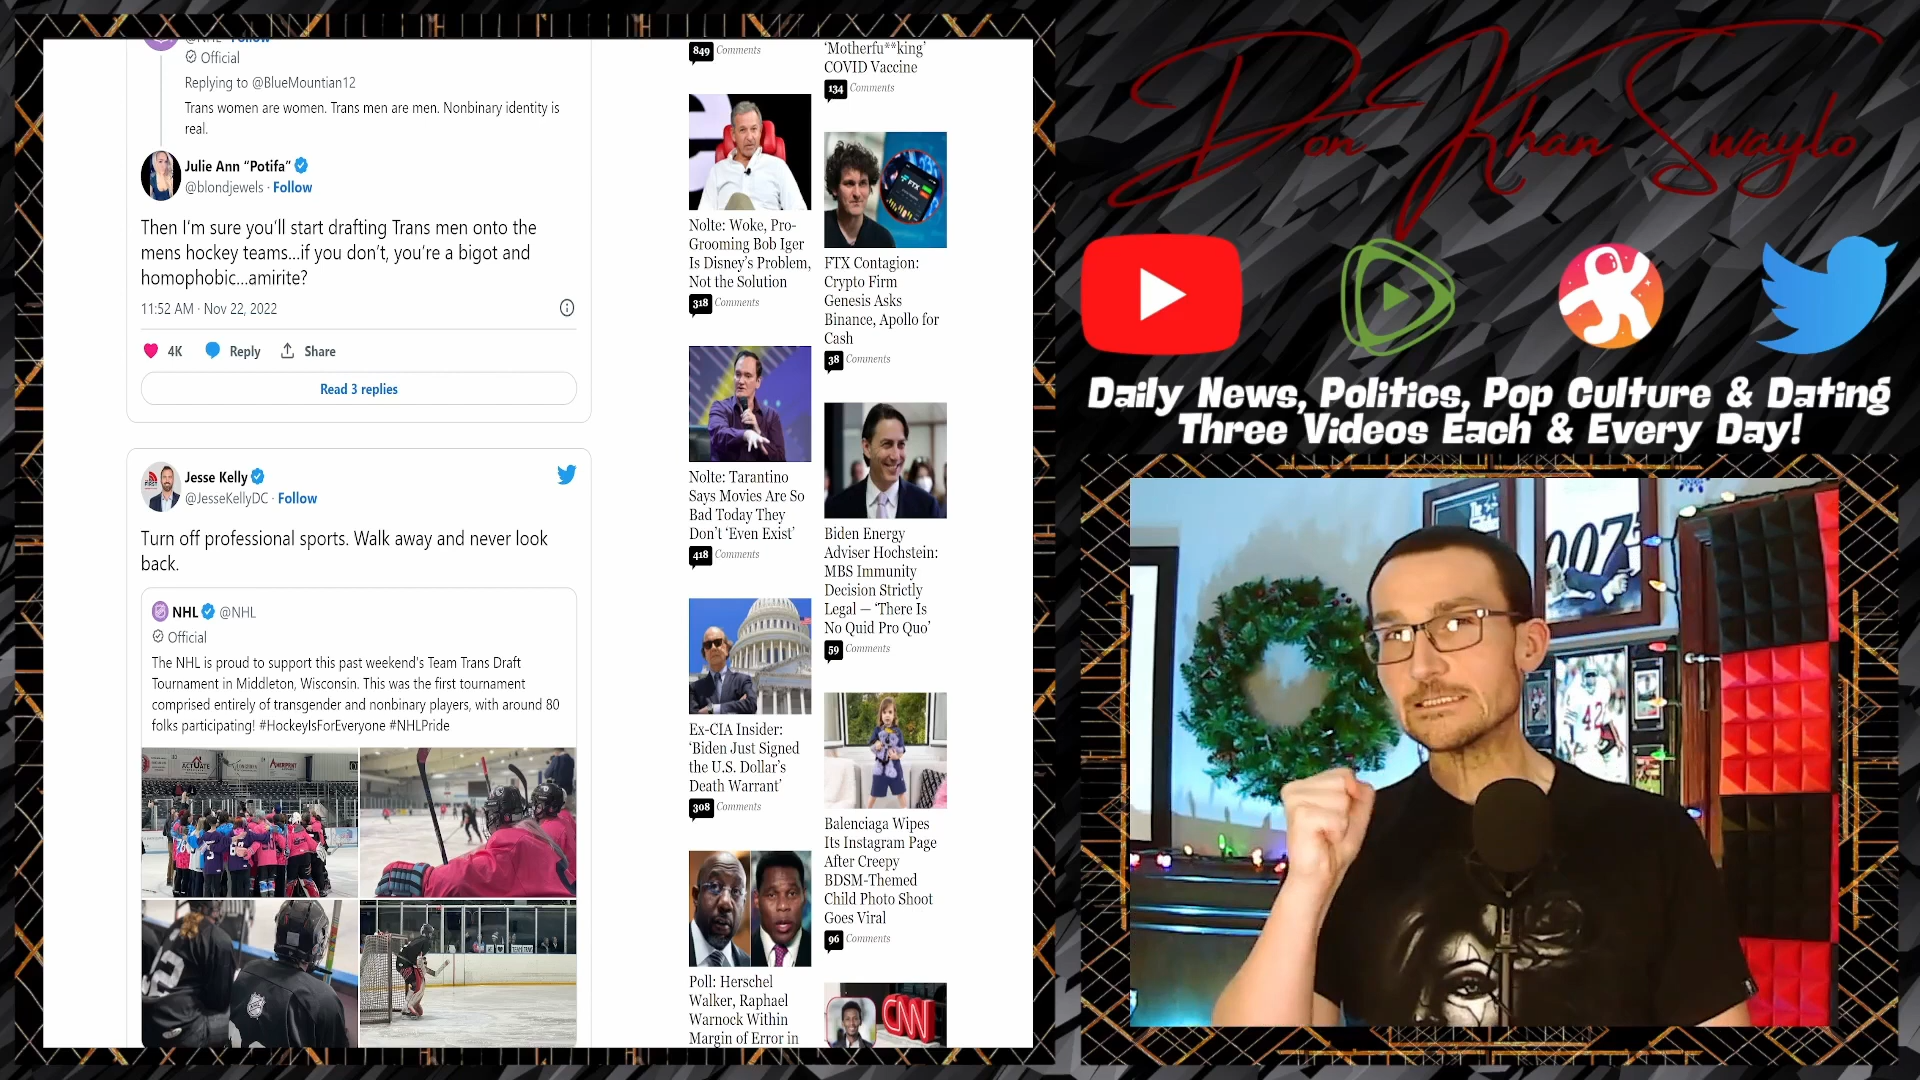 @NHL · Follow
Official
Replying to @BlueMountian12
Trans women are women. Trans men are men. Nonbinary identity is
real.
Julie Ann “Potifa”
@blondjewels · Follow
Then I’m sure you’ll start drafting Trans men onto the
mens hockey teams...if you don’t, you’re a bigot and
homophobic...amirite?
11:52 AM · Nov 22, 2022
4K Reply Share
Read 3 replies
Jesse Kelly
@JesseKellyDC · Follow
Turn off professional sports. Walk away and never look
back.
NHL @NHL
Official
The NHL is proud to support this past weekend’s Team Trans Draft
Tournament in Middleton, Wisconsin. This was the first tournament
comprised entirely of transgender and nonbinary players, with around 80
folks participating! #HockeyIsForEveryone #NHLPride
849 Comments
Nolte: Woke, Pro-
Grooming Bob Iger
Is Disney’s Problem,
Not the Solution
318 Comments
Nolte: Tarantino
Says Movies Are So
Bad Today They
Don’t ‘Even Exist’
418 Comments
Ex-CIA Insider:
‘Biden Just Signed
the U.S. Dollar’s
Death Warrant’
308 Comments
Poll: Herschel
Walker, Raphael
Warnock Within
Margin of Error in
‘Motherfu**king’
COVID Vaccine
134 Comments
FTX
FTX Contagion:
Crypto Firm
Genesis Asks
Binance, Apollo for
Cash
38 Comments
Biden Energy
Adviser Hochstein:
MBS Immunity
Decision Strictly
Legal — ‘There Is
No Quid Pro Quo’
59 Comments
Balenciaga Wipes
Its Instagram Page
After Creepy
BDSM-Themed
Child Photo Shoot
Goes Viral
96 Comments
CNN
Don Khan Swaylo
Daily News, Politics, Pop Culture & Dating
Three Videos Each & Every Day!
007
42